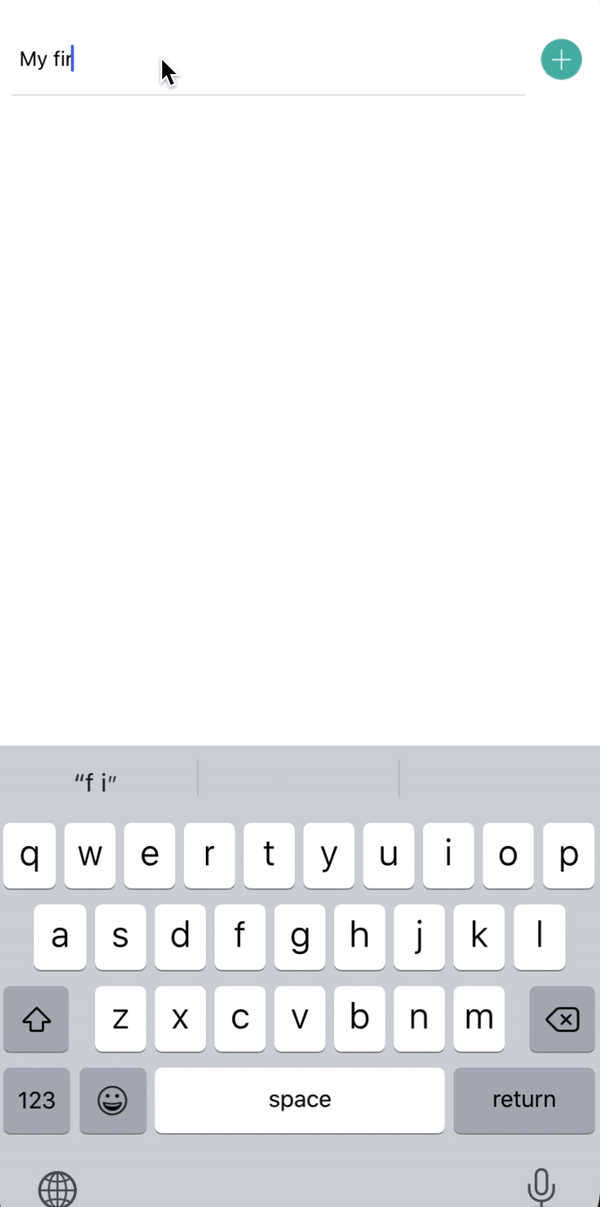 My fir
“f i”
q w e r t y u i o p
a s d f g h j k l
z x c v b n m
123 space return